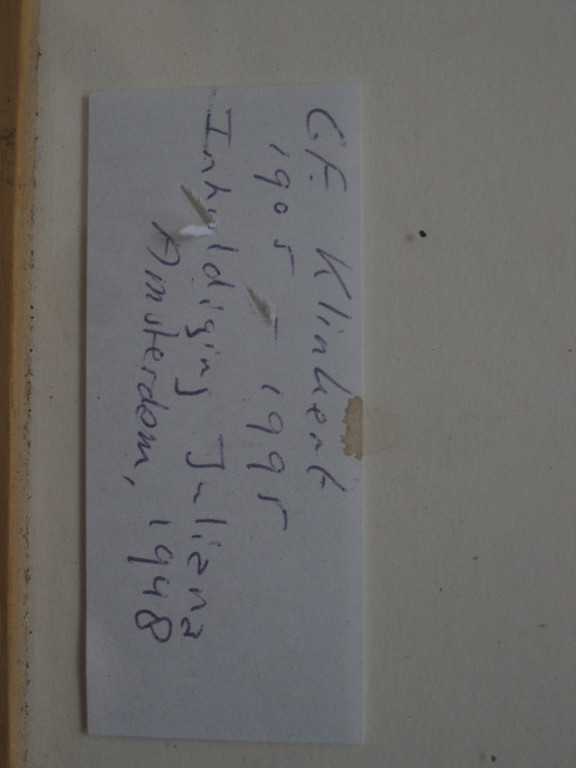 C.F. Klinkert
1905 - 1995
Inhuldiging Juliana
Amsterdam, 1948